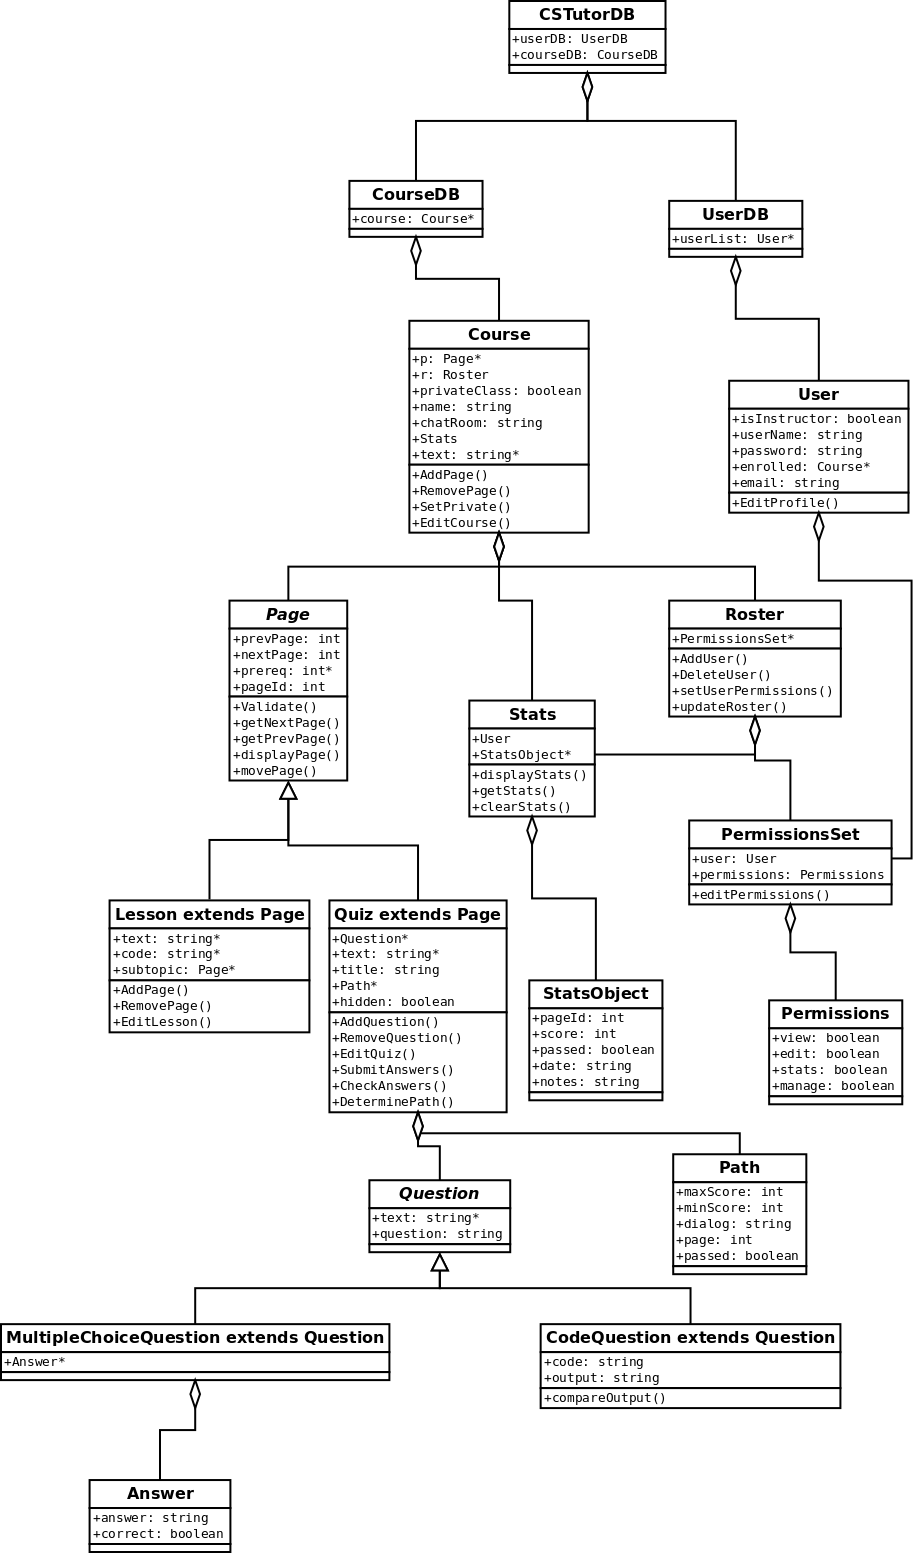 CSTutorDB
+userDB: UserDB
+courseDB: CourseDB
CourseDB
+course: Course*
UserDB
+userList: User*
Course
+p: Page*
+r: Roster
+privateClass: boolean
+name: string
+chatRoom: string
+Stats
+text: string*
+AddPage()
+RemovePage()
+SetPrivate()
+EditCourse()
User
+isInstructor: boolean
+userName: string
+password: string
+enrolled: Course*
+email: string
+EditProfile()
Page
+prevPage: int
+nextPage: int
+prereq: int*
+pageId: int
+Validate()
+getNextPage()
+getPrevPage()
+displayPage()
+movePage()
Roster
+PermissionsSet*
+AddUser()
+DeleteUser()
+setUserPermissions()
+updateRoster()
Stats
+User
+StatsObject*
+displayStats()
+getStats()
+clearStats()
PermissionsSet
+user: User
+permissions: Permissions
+editPermissions()
Lesson extends Page
+text: string*
+code: string*
+subtopic: Page*
+AddPage()
+RemovePage()
+EditLesson()
Quiz extends Page
+Question*
+text: string*
+title: string
+Path*
+hidden: boolean
+AddQuestion()
+RemoveQuestion()
+EditQuiz()
+SubmitAnswers()
+CheckAnswers()
+DeterminePath()
StatsObject
+pageId: int
+score: int
+passed: boolean
+date: string
+notes: string
Permissions
+view: boolean
+edit: boolean
+stats: boolean
+manage: boolean
Question
+text: string*
+question: string
Path
+maxScore: int
+minScore: int
+dialog: string
+page: int
+passed: boolean
MultipleChoiceQuestion extends Question
+Answer*
CodeQuestion extends Question
+code: string
+output: string
+compareOutput()
Answer
+answer: string
+correct: boolean